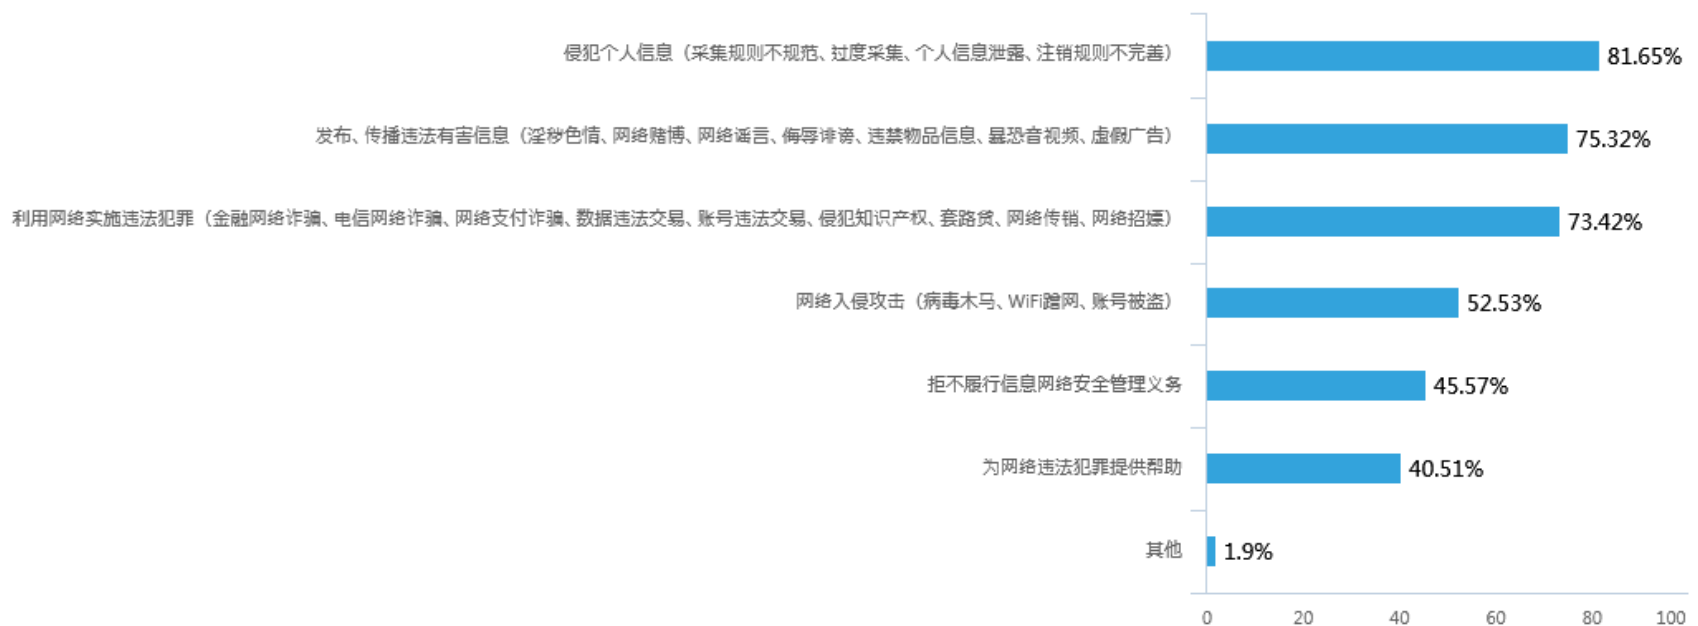 侵犯个人信息（采集规则不规范、过度采集、个人信息泄露、注销规则不完善） 81.65%
发布、传播违法有害信息（淫秽色情、网络赌博、网络谣言、侮辱诽谤、违禁物品信息、暴恐音视频、虚假广告） 75.32%
利用网络实施违法犯罪（金融网络诈骗、电信网络诈骗、网络支付诈骗、数据违法交易、账号违法交易、侵犯知识产权、套路贷、网络传销、网络招嫖） 73.42%
网络入侵攻击（病毒木马、WiFi蹭网、账号被盗） 52.53%
拒不履行信息网络安全管理义务 45.57%
为网络违法犯罪提供帮助 40.51%
其他 1.9%
0 20 40 60 80 100